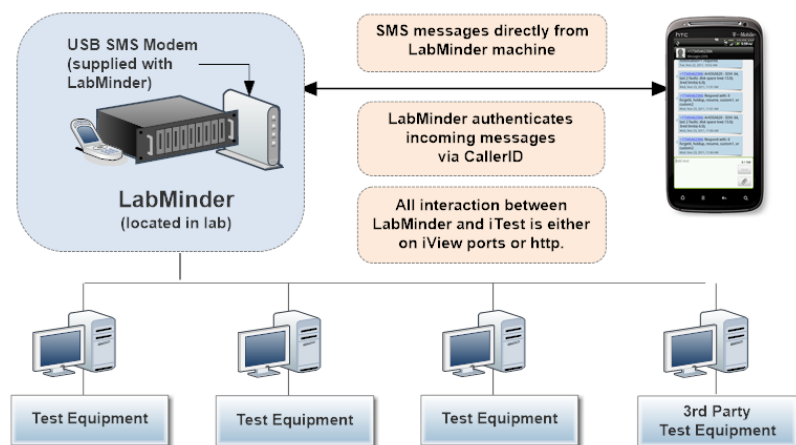 USB SMS Modem
(supplied with
LabMinder)
LabMinder
(located in lab)
SMS messages directly from
LabMinder machine
LabMinder authenticates
incoming messages
via CallerID
All interaction between
LabMinder and iTest is either
on iView ports or http.
hTC
T-Mobile
Test Equipment
Test Equipment
Test Equipment
3rd Party
Test Equipment